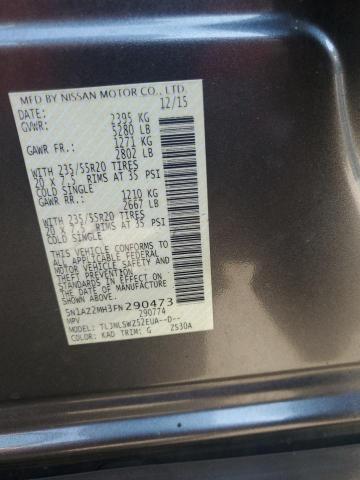 MFD BY NISSAN MOTOR CO., LTD.
DATE: 12/15
GVWR: 2395 KG
5280 LB
GAWR FR.: 1271 KG
2802 LB
WITH 235/55R20 TIRES
20 X 7.5 RIMS AT 35 PSI
COLD SINGLE
GAWR RR.: 1210 KG
2667 LB
WITH 235/55R20 TIRES
20 X 7.5 RIMS AT 35 PSI
COLD SINGLE
THIS VEHICLE CONFORMS TO ALL
APPLICABLE U.S. FEDERAL
MOTOR VEHICLE SAFETY, BUMPER,
AND THEFT PREVENTION
STANDARDS IN EFFECT ON THE
DATE OF MANUFACTURE SHOWN ABOVE.
5N1AZ2MH3FN290473
MPV 290774
MODEL: TLJNLSWZ52EUA--D--
COLOR: KAD TRIM: G Z530A